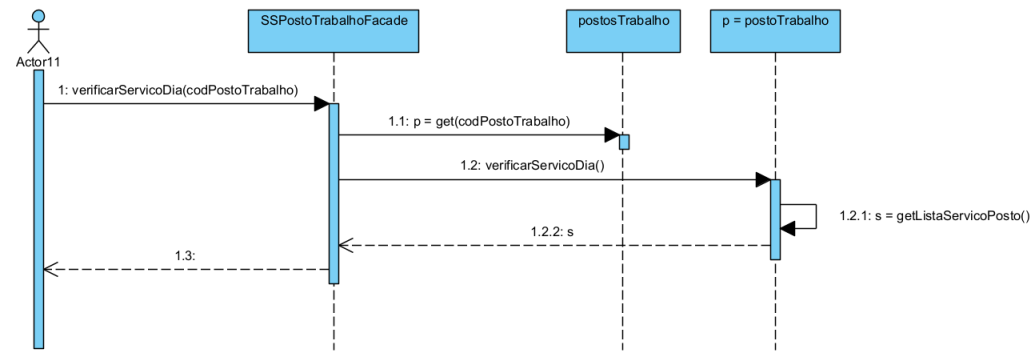 SSPostoTrabalhoFacade
postosTrabalho
p = postoTrabalho
Actor11
1: verificarServicoDia(codPostoTrabalho)
1.1: p = get(codPostoTrabalho)
1.2: verificarServicoDia()
1.2.1: s = getListaServicoPosto()
1.2.2: s
1.3: